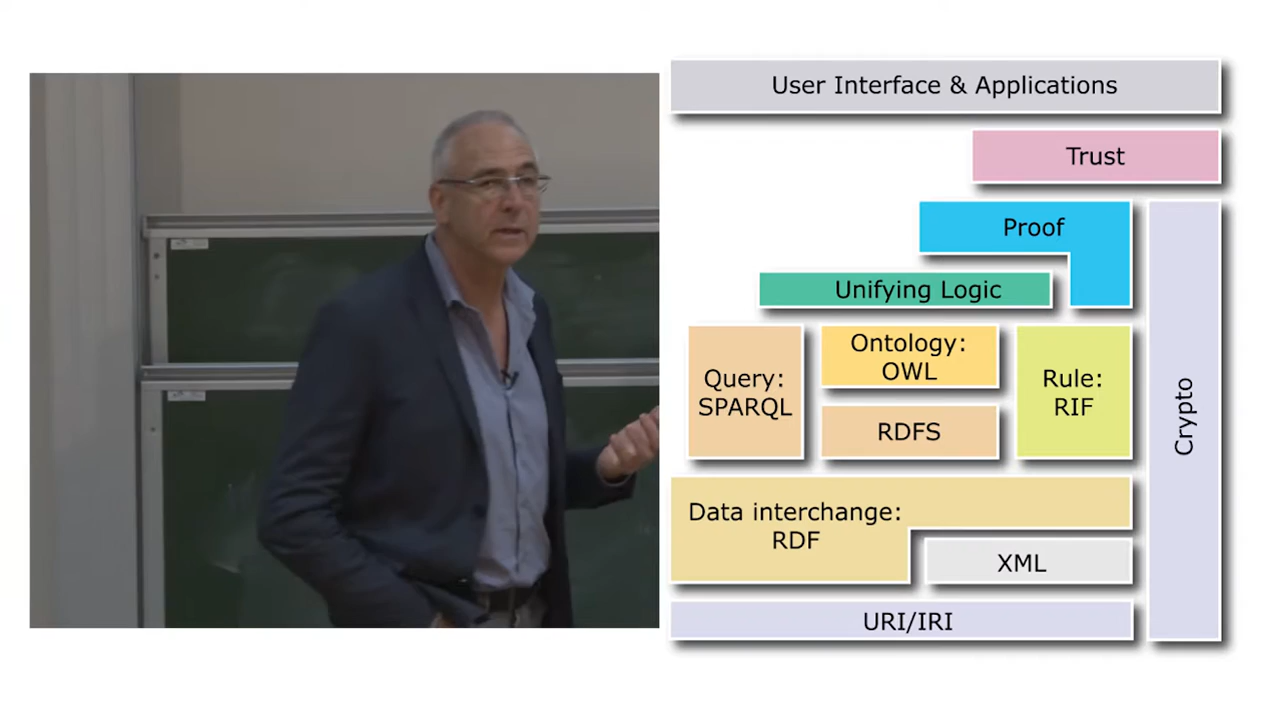 User Interface & Applications
Trust
Proof
Unifying Logic
Query:
SPARQL
Ontology:
OWL
RDFS
Rule:
RIF
Crypto
Data interchange:
RDF
XML
URI/IRI